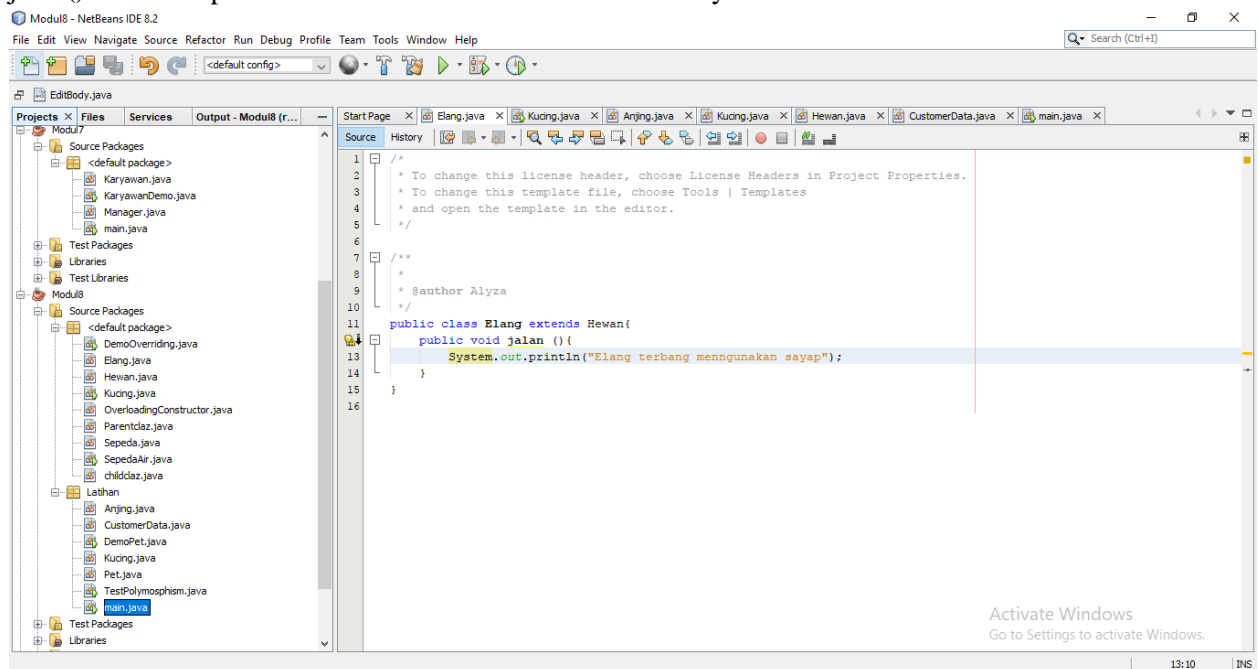 Modul8 - NetBeans IDE 8.2
File Edit View Navigate Source Refactor Run Debug Profile Team Tools Window Help
Search (Ctrl+I)
<default config>
EditBody.java
Projects Files Services Output - Modul8 (r...
Start Page Elang.java Kucing.java Anjing.java Kucing.java Hewan.java CustomerData.java main.java
Source History
Modul7
Source Packages
<default package>
Karyawan.java
KaryawanDemo.java
Manager.java
main.java
Test Packages
Libraries
Test Libraries
Modul8
Source Packages
<default package>
DemoOverriding.java
Elang.java
Hewan.java
Kucing.java
OverloadingConstructor.java
Parentclaz.java
Sepeda.java
SepedaAir.java
childclaz.java
Latihan
Anjing.java
CustomerData.java
DemoPet.java
Kucing.java
Pet.java
TestPolymosphism.java
main.java
Test Packages
Libraries
1 /*
2 * To change this license header, choose License Headers in Project Properties.
3 * To change this template file, choose Tools | Templates
4 * and open the template in the editor.
5 */
6
7 /**
8 *
9 * @author Alyza
10 */
11 public class Elang extends Hewan{
public void jalan (){
13 System.out.println("Elang terbang menngunakan sayap");
14 }
15 }
16
Activate Windows
Go to Settings to activate Windows.
13:10 INS